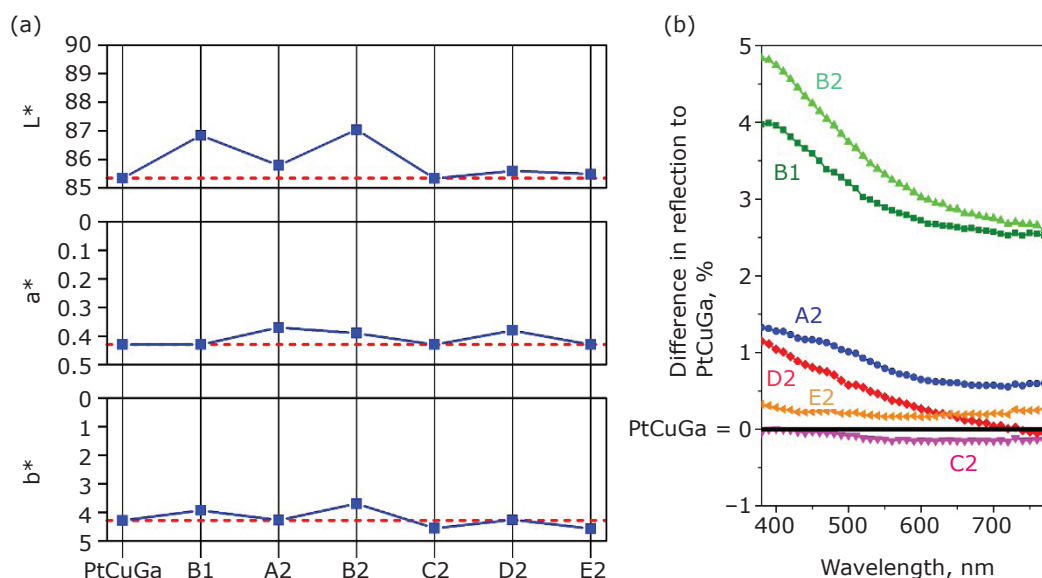 (a)
L*
90
89
88
87
86
85
a*
0
0.1
0.2
0.3
0.4
0.5
b*
0
1
2
3
4
5
PtCuGa B1 A2 B2 C2 D2 E2
(b)
Difference in reflection to
PtCuGa, %
5
4
3
2
1
PtCuGa = 0
−1
B2
B1
A2
D2
E2
C2
400 500 600 700
Wavelength, nm